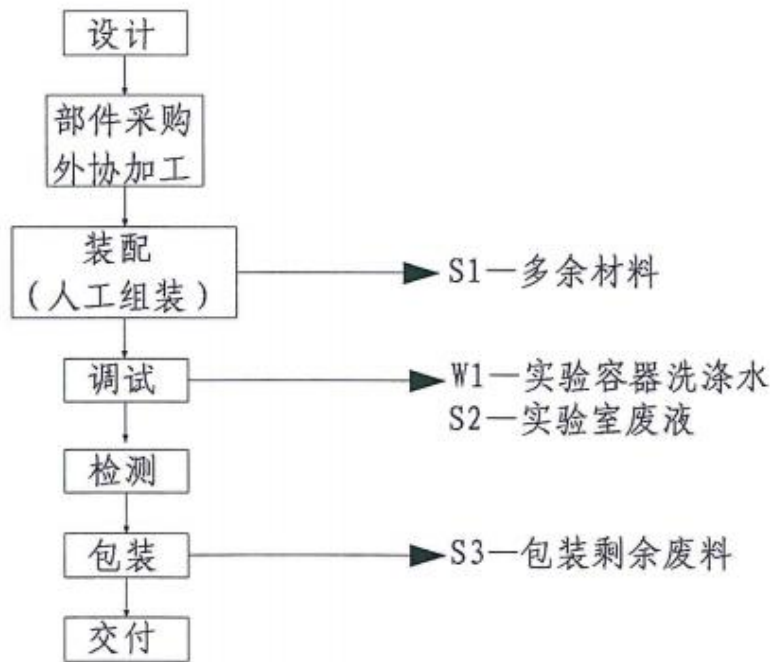 设计
部件采购
外协加工
装配
（人工组装）
S1—多余材料
调试
W1—实验容器洗涤水
S2—实验室废液
检测
包装
S3—包装剩余废料
交付